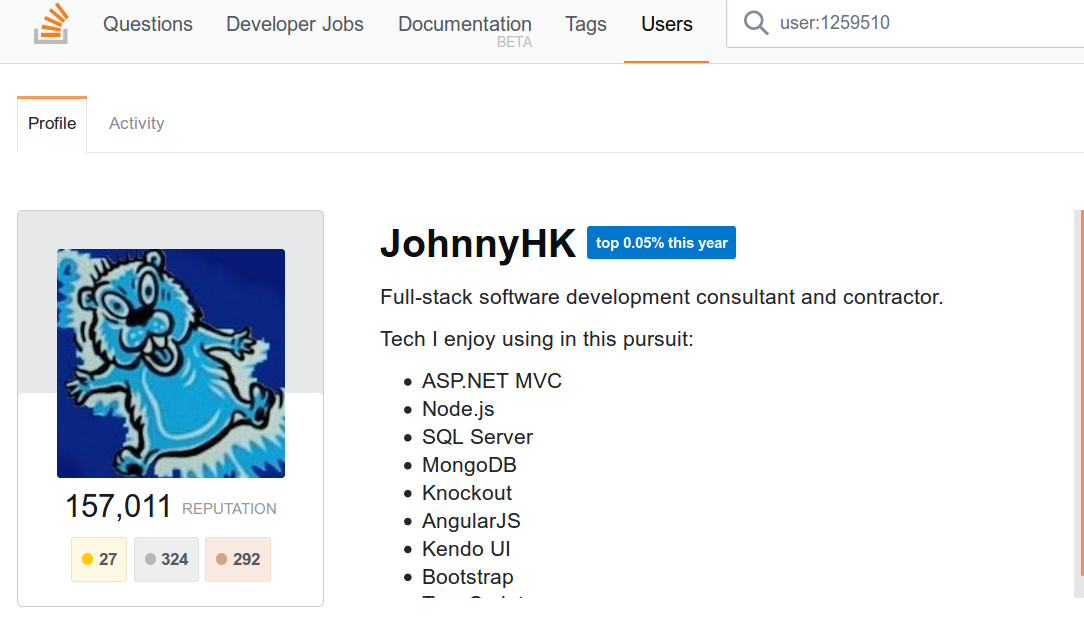 Questions Developer Jobs Documentation Tags Users user:1259510
BETA
Profile Activity
JohnnyHK top 0.05% this year
Full-stack software development consultant and contractor.
Tech I enjoy using in this pursuit:
ASP.NET MVC
Node.js
SQL Server
MongoDB
Knockout
AngularJS
Kendo UI
Bootstrap
157,011 REPUTATION
27 324 292